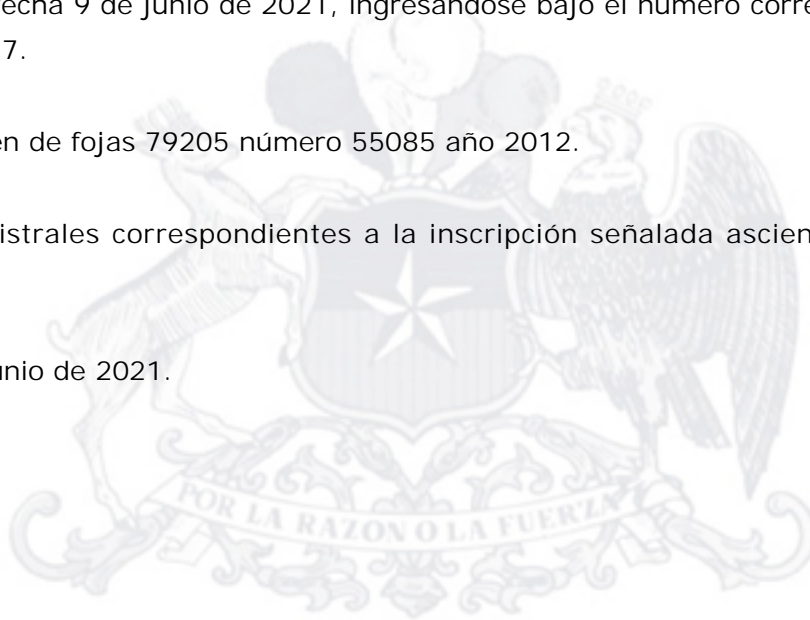 fecha 9 de junio de 2021, ingresándose bajo el número corre
7.
en de fojas 79205 número 55085 año 2012.
istrales correspondientes a la inscripción señalada ascien
unio de 2021.
POR LA RAZON O LA FUERZA